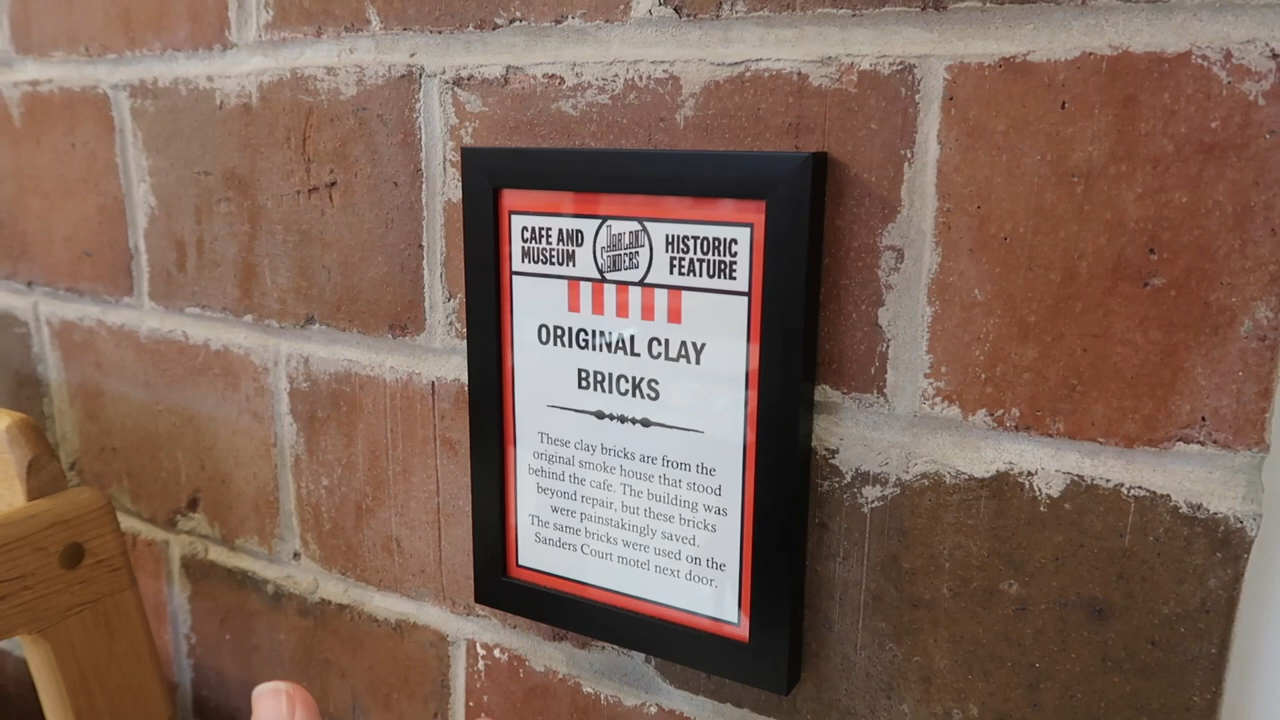 CAFE AND
MUSEUM
HARLAND
SANDERS
HISTORIC
FEATURE
ORIGINAL CLAY
BRICKS
These clay bricks are from the
original smoke house that stood
behind the cafe. The building was
beyond repair, but these bricks
were painstakingly saved.
The same bricks were used on the
Sanders Court motel next door.